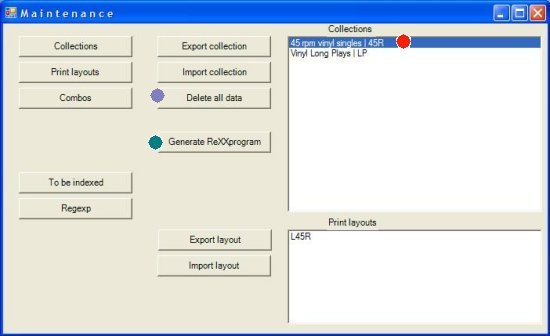 Maintenance
Collections
Collections
Export collection
45 rpm vinyl singles | 45R
Print layouts
Import collection
Vinyl Long Plays | LP
Combos
Delete all data
Generate ReXXprogram
To be indexed
Regexp
Print layouts
Export layout
L45R
Import layout